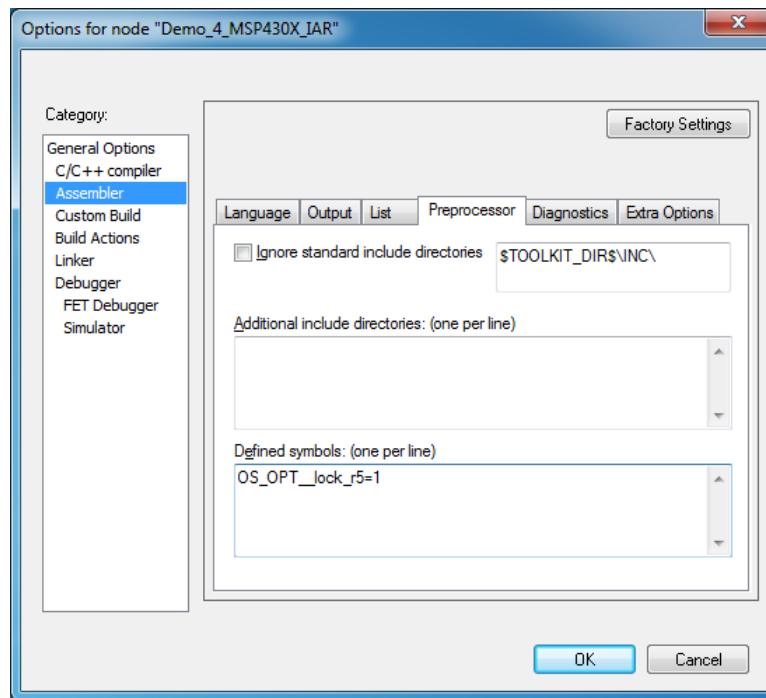 Options for node "Demo_4_MSP430X_IAR"
Category:
General Options
C/C++ compiler
Assembler
Custom Build
Build Actions
Linker
Debugger
FET Debugger
Simulator
Factory Settings
Language Output List Preprocessor Diagnostics Extra Options
Ignore standard include directories $TOOLKIT_DIR$\INC\
Additional include directories: (one per line)
Defined symbols: (one per line)
OS_OPT__lock_r5=1
OK Cancel